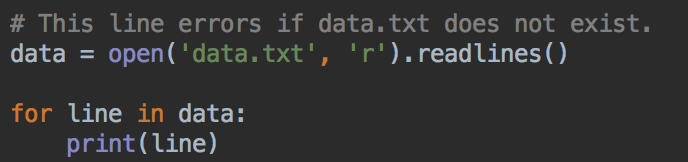 # This line errors if data.txt does not exist.
data = open('data.txt', 'r').readlines()

for line in data:
    print(line)